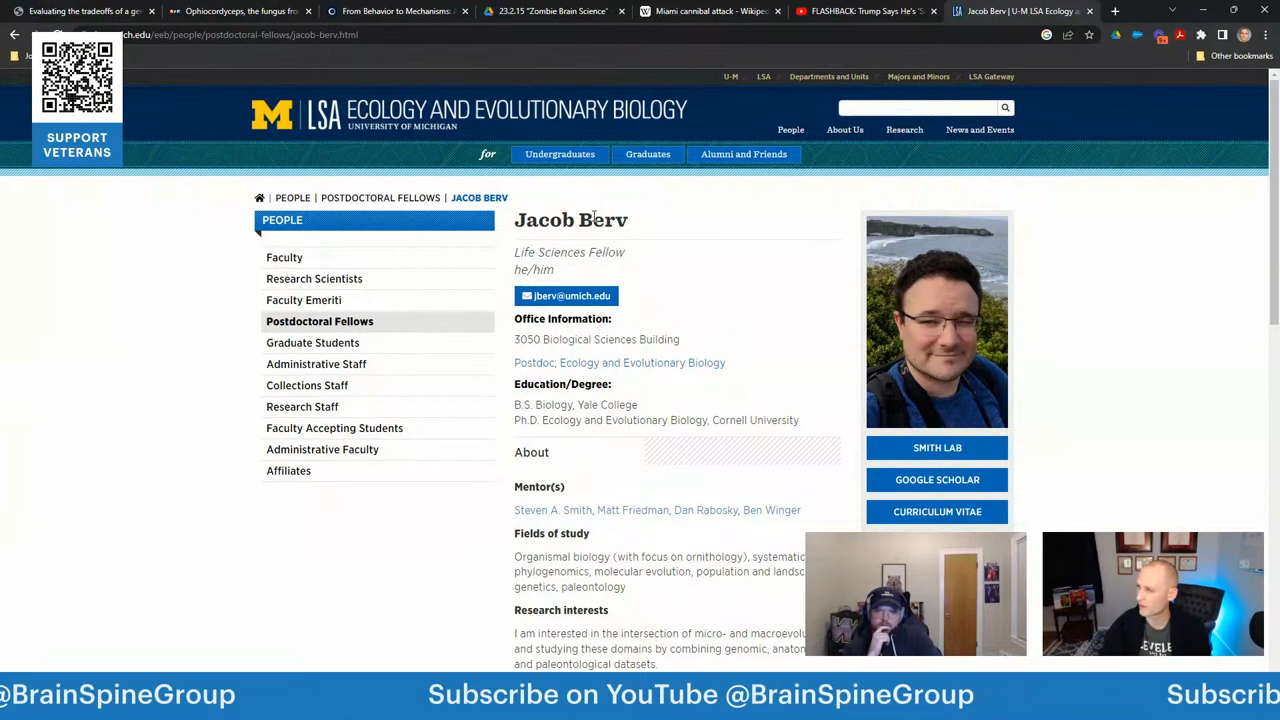 Evaluating the tradeoffs of a gen
Ophiocordyceps, the fungus fron
From Behavior to Mechanisms: A
23.2.15 "Zombie Brain Science"
Miami cannibal attack - Wikiped
FLASHBACK: Trump Says He's 'S
Jacob Berv | U-M LSA Ecology an
ch.edu/eeb/people/postdoctoral-fellows/jacob-berv.html
Other bookmarks
SUPPORT
VETERANS
U-M LSA Departments and Units Majors and Minors LSA Gateway
M LSA ECOLOGY AND EVOLUTIONARY BIOLOGY
UNIVERSITY OF MICHIGAN
People About Us Research News and Events
for Undergraduates Graduates Alumni and Friends
| PEOPLE | POSTDOCTORAL FELLOWS | JACOB BERV
PEOPLE
Faculty
Research Scientists
Faculty Emeriti
Postdoctoral Fellows
Graduate Students
Administrative Staff
Collections Staff
Research Staff
Faculty Accepting Students
Administrative Faculty
Affiliates
Jacob Berv
Life Sciences Fellow
he/him
jberv@umich.edu
Office Information:
3050 Biological Sciences Building
Postdoc; Ecology and Evolutionary Biology
Education/Degree:
B.S. Biology, Yale College
Ph.D. Ecology and Evolutionary Biology, Cornell University
About
Mentor(s)
Steven A. Smith, Matt Friedman, Dan Rabosky, Ben Winger
Fields of study
Organismal biology (with focus on ornithology), systematic
phylogenomics, molecular evolution, population and landsc
genetics, paleontology
Research interests
I am interested in the intersection of micro- and macroevolu
and studying these domains by combining genomic, anaton
and paleontological datasets.
SMITH LAB
GOOGLE SCHOLAR
CURRICULUM VITAE
@BrainSpineGroup Subscribe on YouTube @BrainSpineGroup Subscrib